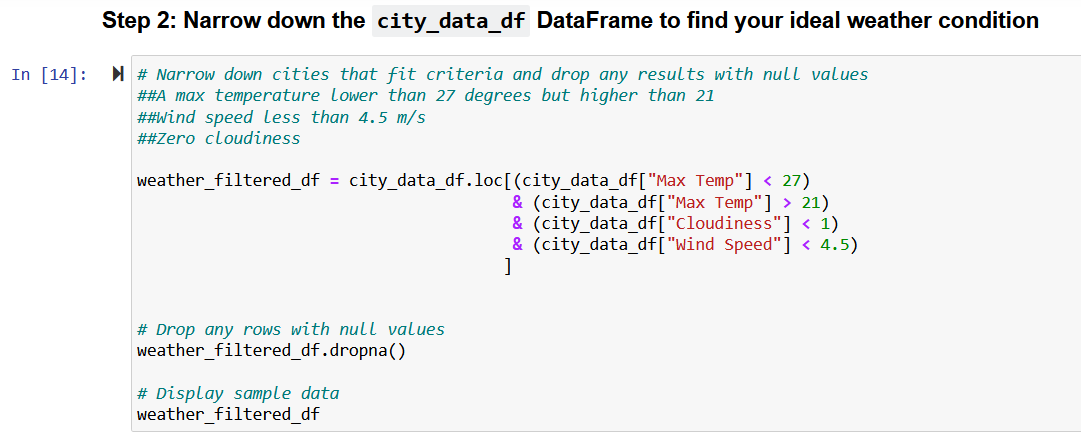 Step 2: Narrow down the city_data_df DataFrame to find your ideal weather condition
In [14]:
# Narrow down cities that fit criteria and drop any results with null values
##A max temperature lower than 27 degrees but higher than 21
##Wind speed less than 4.5 m/s
##Zero cloudiness
weather_filtered_df = city_data_df.loc[(city_data_df["Max Temp"] < 27)
& (city_data_df["Max Temp"] > 21)
& (city_data_df["Cloudiness"] < 1)
& (city_data_df["Wind Speed"] < 4.5)
]
# Drop any rows with null values
weather_filtered_df.dropna()
# Display sample data
weather_filtered_df